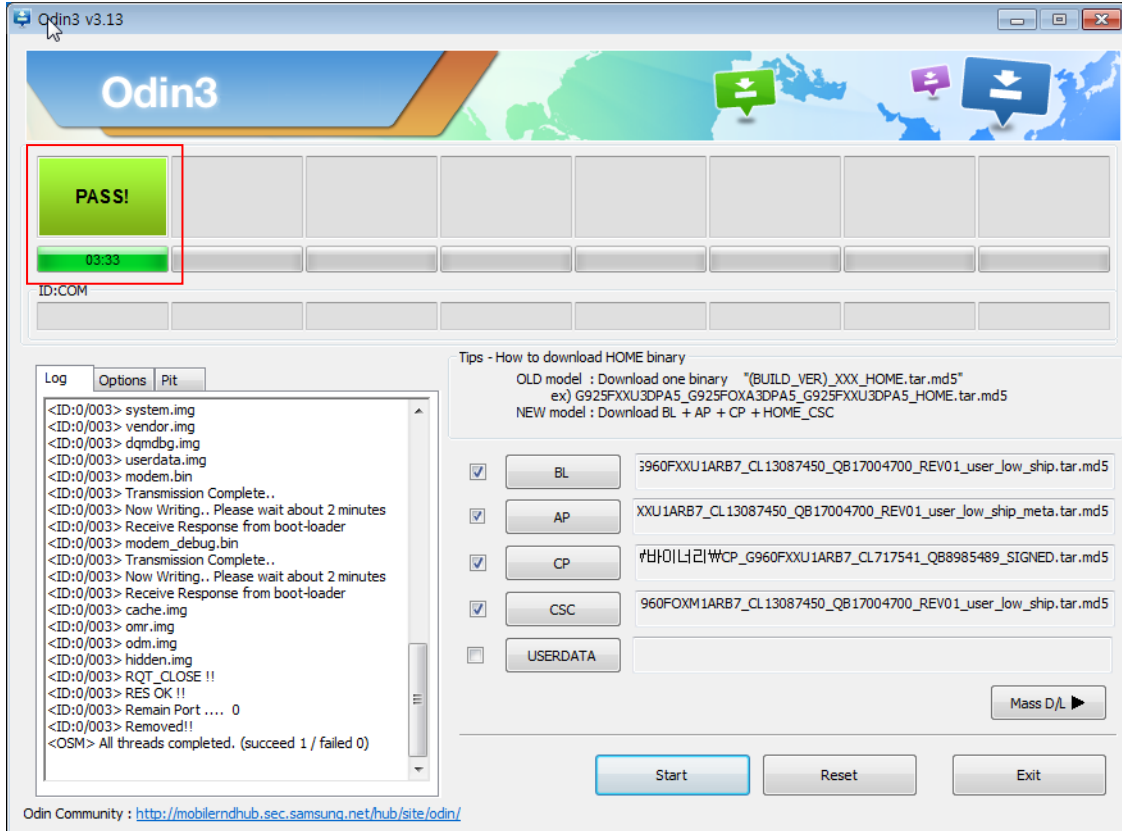 Odin3 v3.13
Odin3
PASS!
03:33
ID:COM
Log Options Pit
<ID:0/003> system.img
<ID:0/003> vendor.img
<ID:0/003> dqmdbg.img
<ID:0/003> userdata.img
<ID:0/003> modem.bin
<ID:0/003> Transmission Complete..
<ID:0/003> Now Writing.. Please wait about 2 minutes
<ID:0/003> Receive Response from boot-loader
<ID:0/003> modem_debug.bin
<ID:0/003> Transmission Complete..
<ID:0/003> Now Writing.. Please wait about 2 minutes
<ID:0/003> Receive Response from boot-loader
<ID:0/003> cache.img
<ID:0/003> omr.img
<ID:0/003> odm.img
<ID:0/003> hidden.img
<ID:0/003> RQT_CLOSE !!
<ID:0/003> RES OK !!
<ID:0/003> Remain Port .... 0
<ID:0/003> Removed!!
<OSM> All threads completed. (succeed 1 / failed 0)
Tips - How to download HOME binary
OLD model : Download one binary "(BUILD_VER)_XXX_HOME.tar.md5"
ex) G925FXXU3DPA5_G925FOXA3DPA5_G925FXXU3DPA5_HOME.tar.md5
NEW model : Download BL + AP + CP + HOME_CSC
BL G960FXXU1ARB7_CL13087450_QB17004700_REV01_user_low_ship.tar.md5
AP XXU1ARB7_CL13087450_QB17004700_REV01_user_low_ship_meta.tar.md5
CP 바이너리₩CP_G960FXXU1ARB7_CL717541_QB8985489_SIGNED.tar.md5
CSC 960FOXM1ARB7_CL13087450_QB17004700_REV01_user_low_ship.tar.md5
USERDATA
Mass D/L
Start Reset Exit
Odin Community : http://mobilerndhub.sec.samsung.net/hub/site/odin/